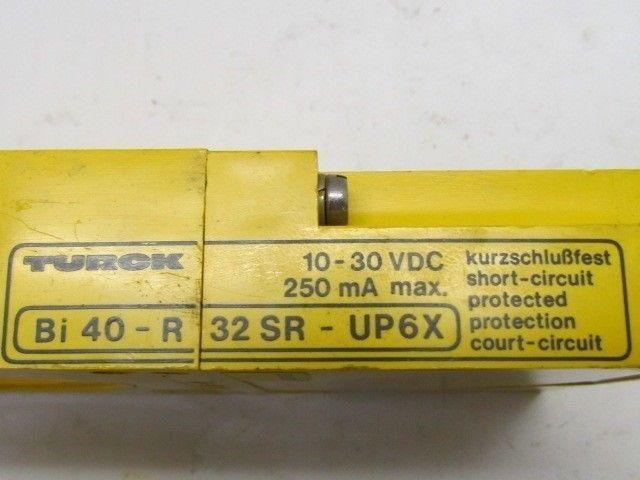 TURCK
10-30 VDC
250 mA max.
Bi 40 - R 32 SR - UP6X
kurzschlußfest
short-circuit
protected
protection
court-circuit